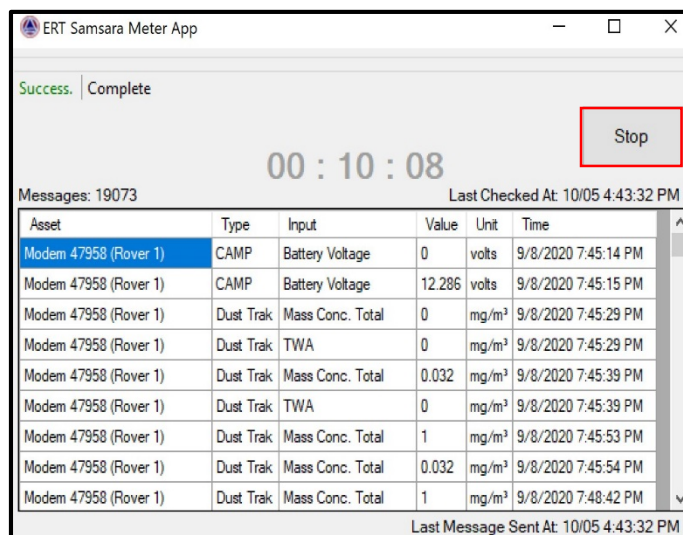 ERT Samsara Meter App
Success. Complete
Stop
00 : 10 : 08
Messages: 19073 Last Checked At: 10/05 4:43:32 PM
Asset Type Input Value Unit Time
Modem 47958 (Rover 1) CAMP Battery Voltage 0 volts 9/8/2020 7:45:14 PM
Modem 47958 (Rover 1) CAMP Battery Voltage 12.286 volts 9/8/2020 7:45:15 PM
Modem 47958 (Rover 1) Dust Trak Mass Conc. Total 0 mg/m³ 9/8/2020 7:45:29 PM
Modem 47958 (Rover 1) Dust Trak TWA 0 mg/m³ 9/8/2020 7:45:29 PM
Modem 47958 (Rover 1) Dust Trak Mass Conc. Total 0.032 mg/m³ 9/8/2020 7:45:39 PM
Modem 47958 (Rover 1) Dust Trak TWA 0 mg/m³ 9/8/2020 7:45:39 PM
Modem 47958 (Rover 1) Dust Trak Mass Conc. Total 1 mg/m³ 9/8/2020 7:45:53 PM
Modem 47958 (Rover 1) Dust Trak Mass Conc. Total 0.032 mg/m³ 9/8/2020 7:45:54 PM
Modem 47958 (Rover 1) Dust Trak Mass Conc. Total 1 mg/m³ 9/8/2020 7:48:42 PM
Last Message Sent At: 10/05 4:43:32 PM